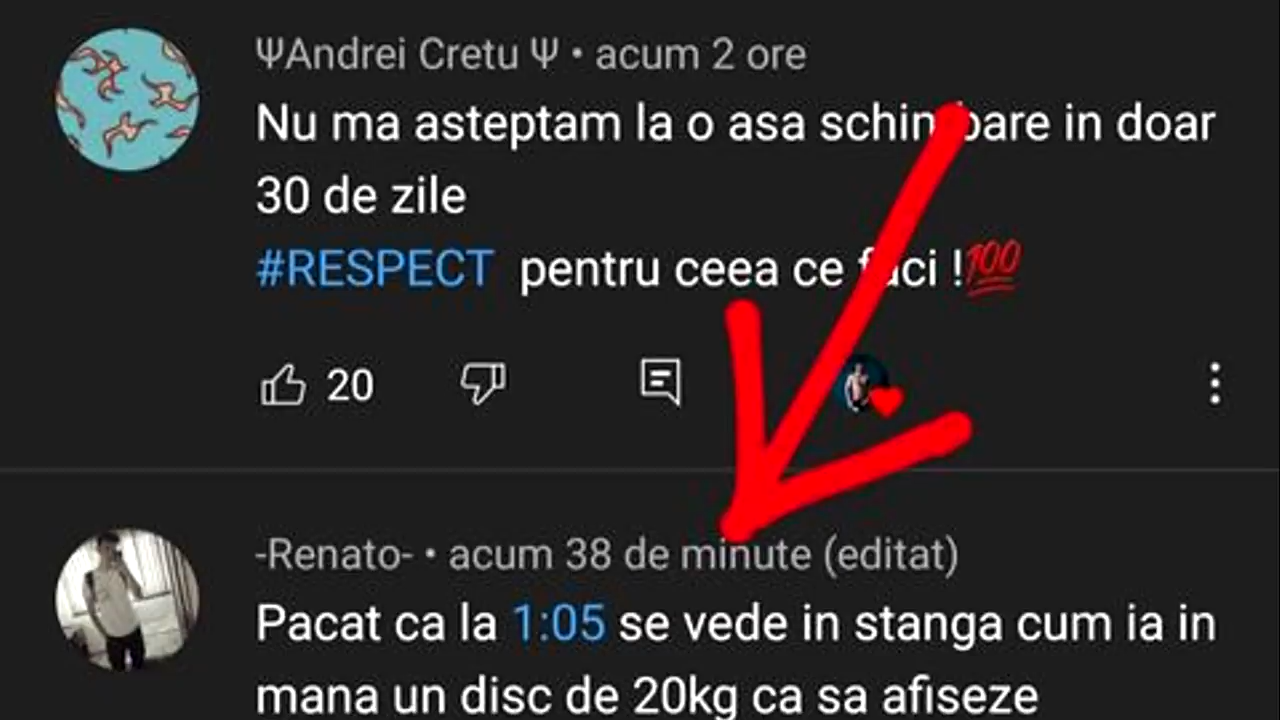 ΨAndrei Cretu Ψ • acum 2 ore
Nu ma asteptam la o asa schimbare in doar
30 de zile
#RESPECT pentru ceea ce faci !💯
20
-Renato- • acum 38 de minute (editat)
Pacat ca la 1:05 se vede in stanga cum ia in
mana un disc de 20kg ca sa afiseze